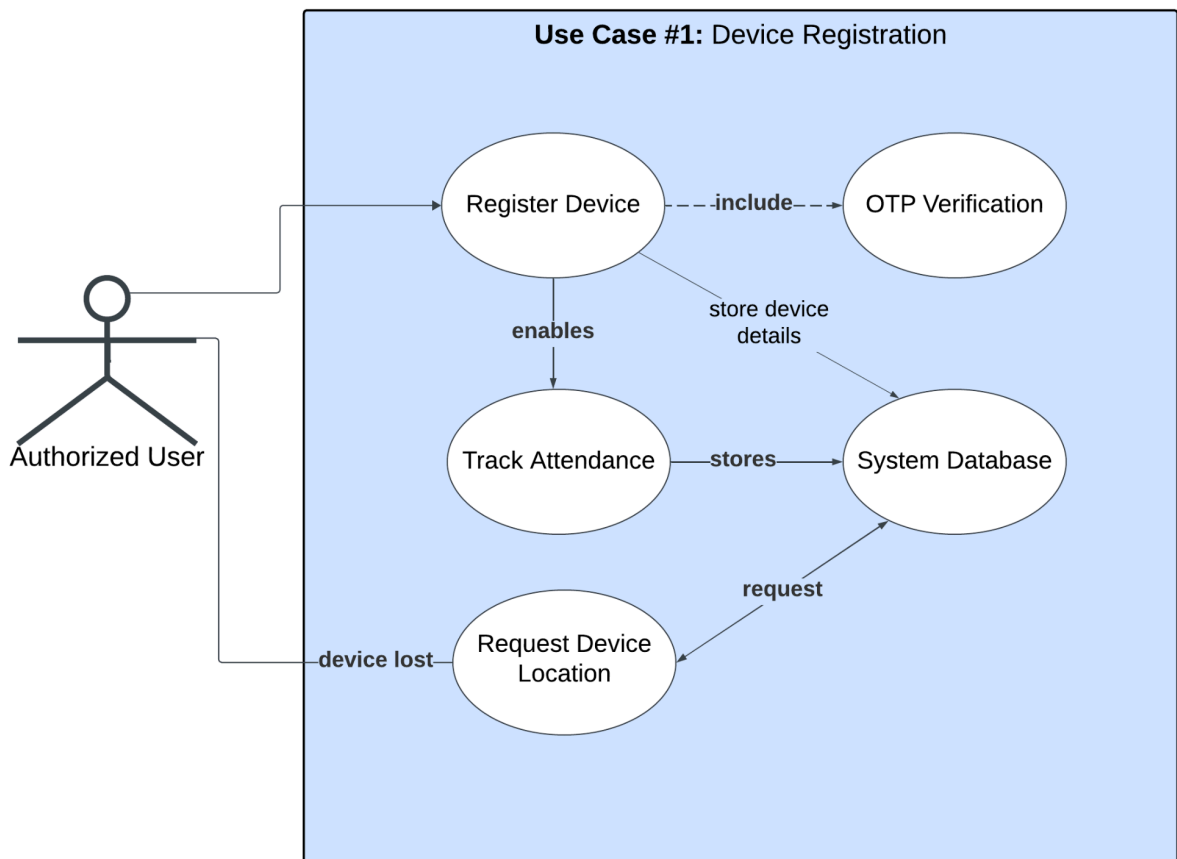 Use Case #1: Device Registration
Register Device
include
OTP Verification
enables
store device
details
Authorized User
Track Attendance
stores
System Database
request
Request Device
Location
device lost